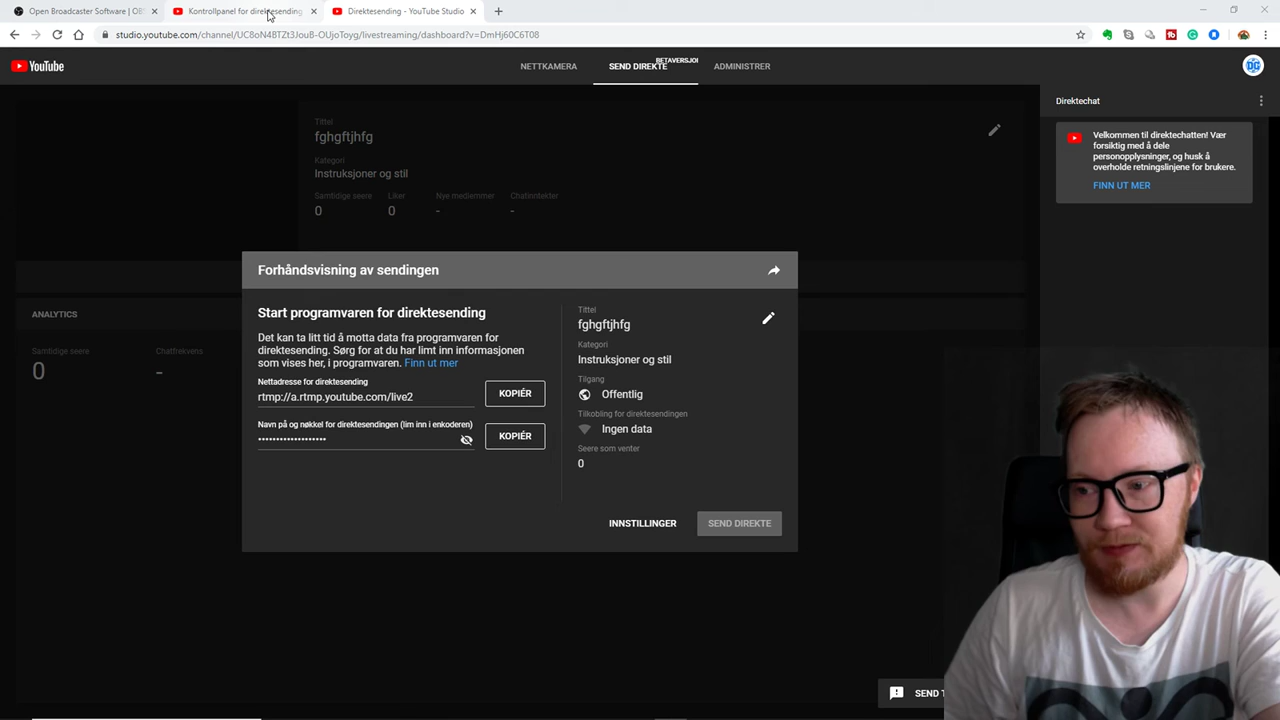 Open Broadcaster Software | OB
Kontrollpanel for direktesending
Direktesending - YouTube Studio
studio.youtube.com/channel/UC8oN4BTZt3Jou8-OUjoToyg/livestreaming/dashboard?v=DmHj60C6T08
YouTube
NETTKAMERA
SEND DIREKTE
BETAVERSJON
ADMINISTRER
DG
Tittel
fghgftjhfg
Kategori
Instruksjoner og stil
Samtidige seere
Liker
Nye medlemmer
Chatinntekter
0
0
-
-
Direktechat
Velkommen til direktechatten! Vær
forsiktig med å dele
personopplysninger, og husk å
overholde retningslinjene for brukere.
FINN UT MER
ANALYTICS
Samtidige seere
Chatfrekvens
0
-
Forhåndsvisning av sendingen
Start programvaren for direktesending
Det kan ta litt tid å motta data fra programvaren for
direktesending. Sørg for at du har limt inn informasjonen
som vises her, i programvaren. Finn ut mer
Nettadresse for direktesending
rtmp://a.rtmp.youtube.com/live2
KOPIÉR
Navn på og nøkkel for direktesendingen (lim inn i enkoderen)
•••••••••••••••••••
KOPIÉR
Tittel
fghgftjhfg
Kategori
Instruksjoner og stil
Tilgang
Offentlig
Tilkobling for direktesendingen
Ingen data
Seere som venter
0
INNSTILLINGER
SEND DIREKTE
SEND T